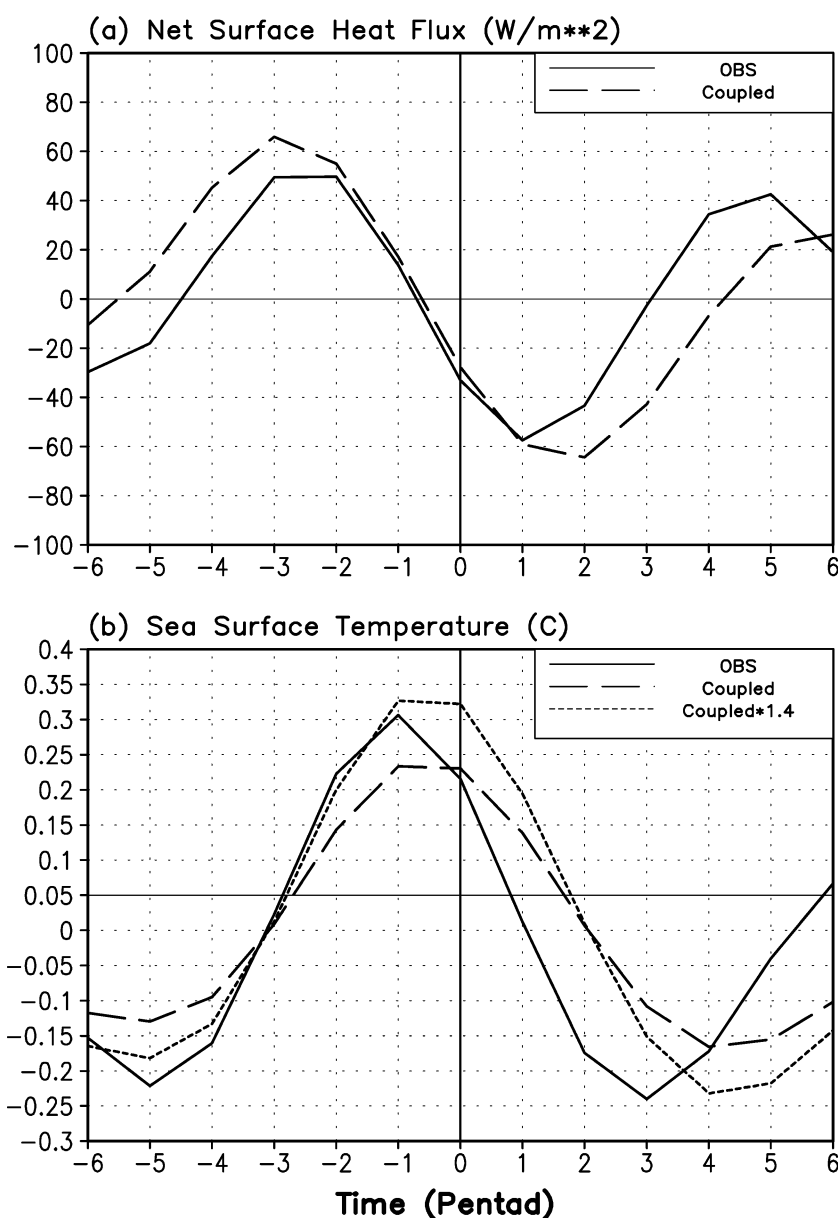 (a) Net Surface Heat Flux (W/m**2)
100
80
60
40
20
0
−20
−40
−60
−80
−100
OBS
Coupled
−6 −5 −4 −3 −2 −1 0 1 2 3 4 5 6
(b) Sea Surface Temperature (C)
0.4
0.35
0.3
0.25
0.2
0.15
0.1
0.05
0
−0.05
−0.1
−0.15
−0.2
−0.25
−0.3
OBS
Coupled
Coupled*1.4
−6 −5 −4 −3 −2 −1 0 1 2 3 4 5 6
Time (Pentad)